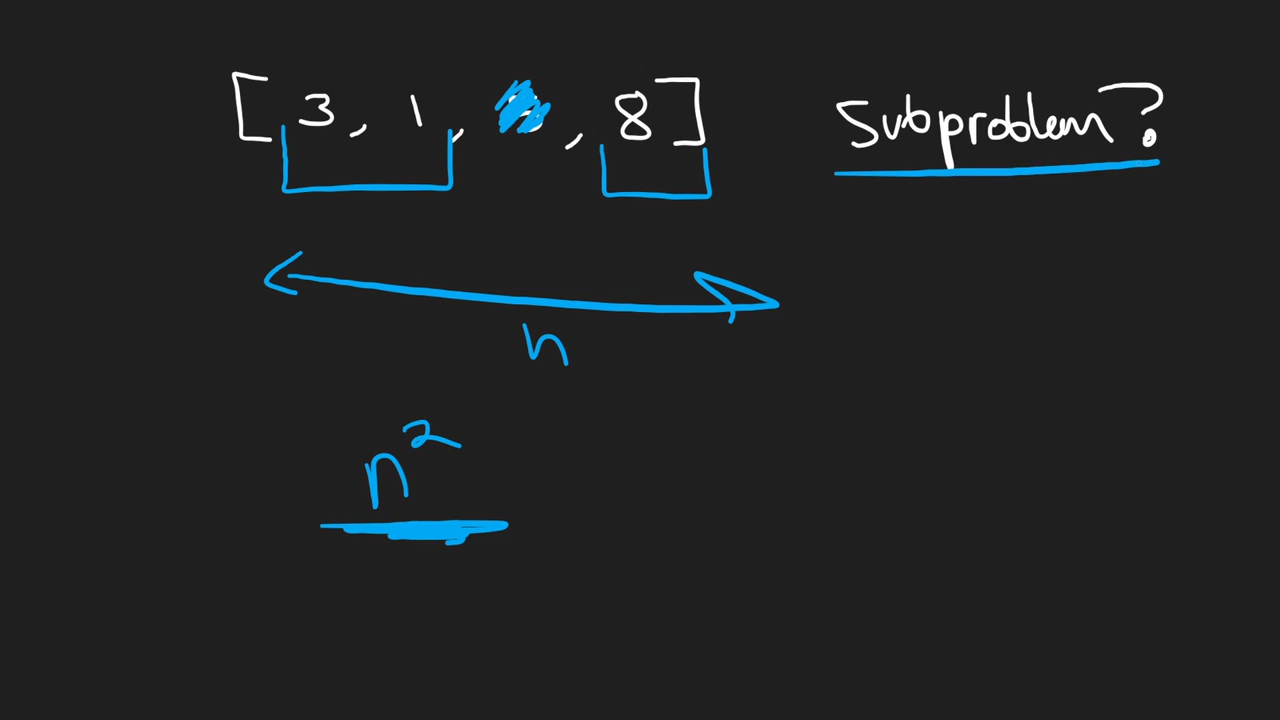 [3, 1, , 8]
Subproblem?
n
n²